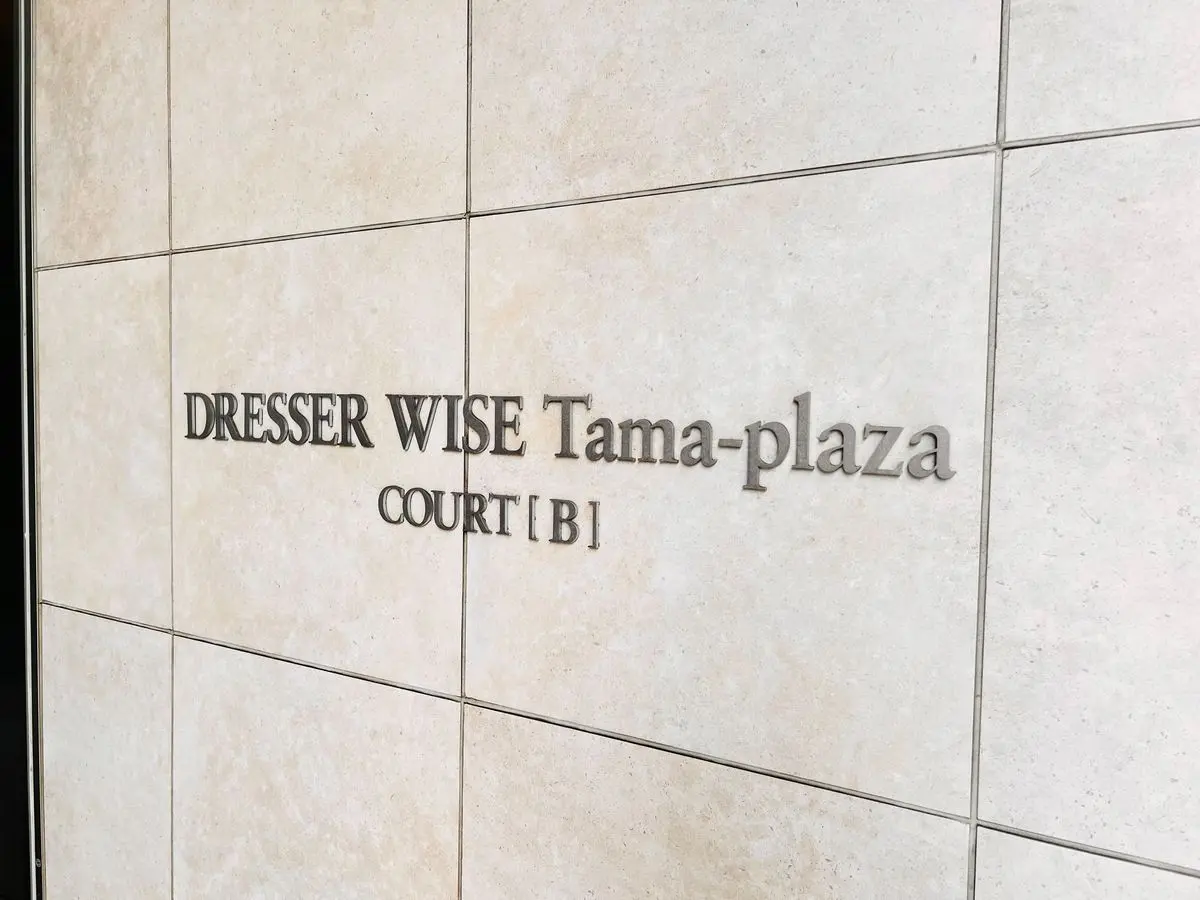 DRESSER WISE Tama-plaza
COURT [ B ]